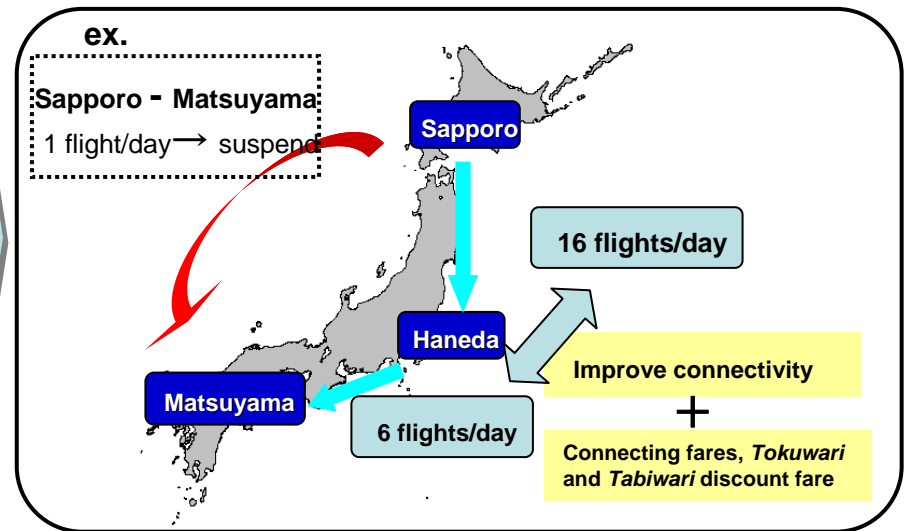 ex.
Sapporo - Matsuyama
1 flight/day → suspend
Sapporo
16 flights/day
Haneda
Improve connectivity
Matsuyama
+
6 flights/day
Connecting fares, Tokuwari
and Tabiwari discount fare